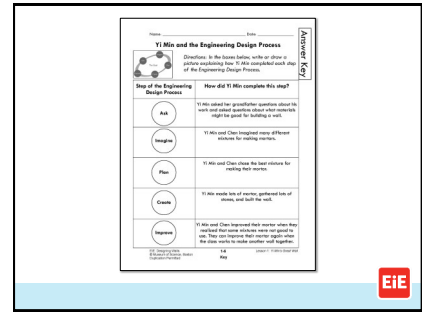 Name Date
Answer Key
Yi Min and the Engineering Design Process
Directions: In the boxes below, write or draw a
picture explaining how Yi Min completed each step
of the Engineering Design Process.
Step of the Engineering
Design Process
How did Yi Min complete this step?
Ask
Yi Min asked her grandfather questions about his
work and asked questions about what materials
might be good for building a wall.
Imagine
Yi Min and Chen imagined many different
mixtures for making mortars.
Plan
Yi Min and Chen chose the best mixture for
making their mortar.
Create
Yi Min made lots of mortar, gathered lots of
stones, and built the wall.
Improve
Yi Min and Chen improved their mortar when they
realized that some mixtures were not good to
use. They can improve their mortar again when
the class works to make another wall together.
1-6
Key
EiE